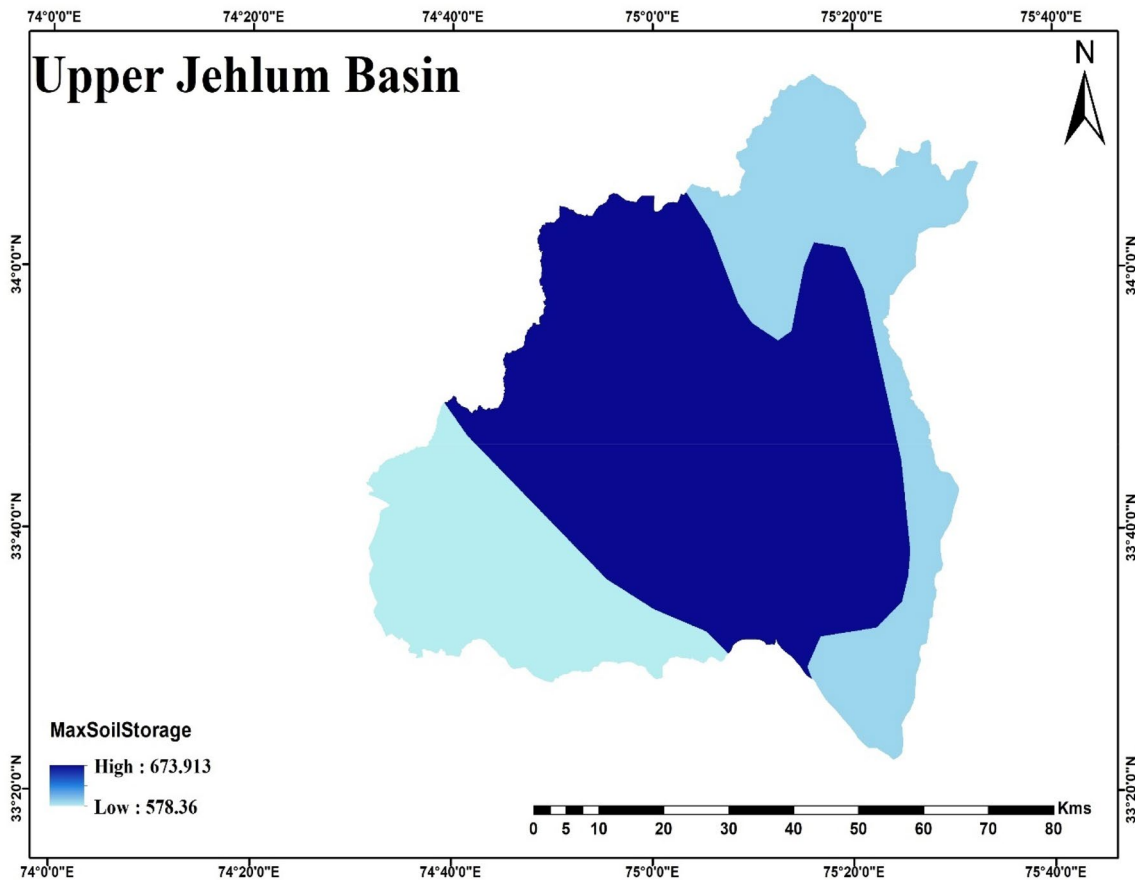 74°0'0"E 74°20'0"E 74°40'0"E 75°0'0"E 75°20'0"E 75°40'0"E
Upper Jehlum Basin
N
34°0'0"N 34°0'0"N
33°40'0"N 33°40'0"N
33°20'0"N 33°20'0"N
MaxSoilStorage
High : 673.913
Low : 578.36
Kms
0 5 10 20 30 40 50 60 70 80
74°0'0"E 74°20'0"E 74°40'0"E 75°0'0"E 75°20'0"E 75°40'0"E